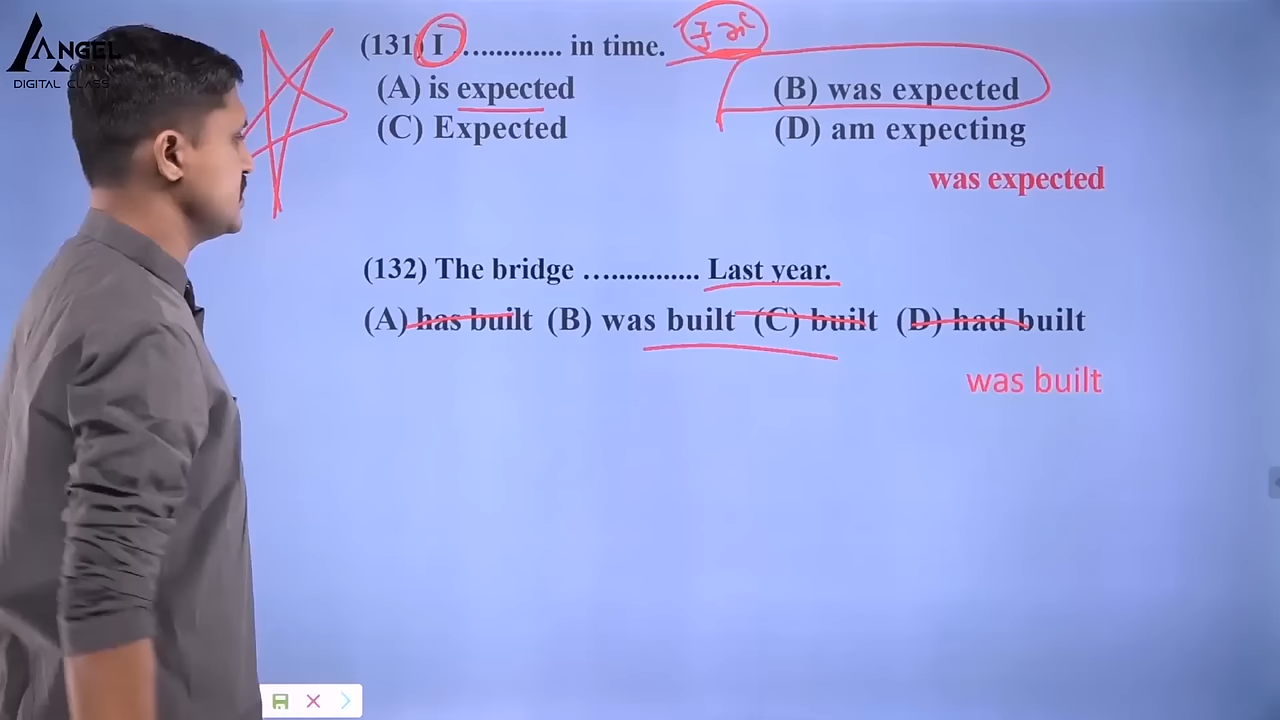 ANGEL
ACADEMY
DIGITAL CLASS
(131) I .............. in time.
(A) is expected (B) was expected
(C) Expected (D) am expecting
was expected
(132) The bridge …............ Last year.
(A) has built (B) was built (C) built (D) had built
was built